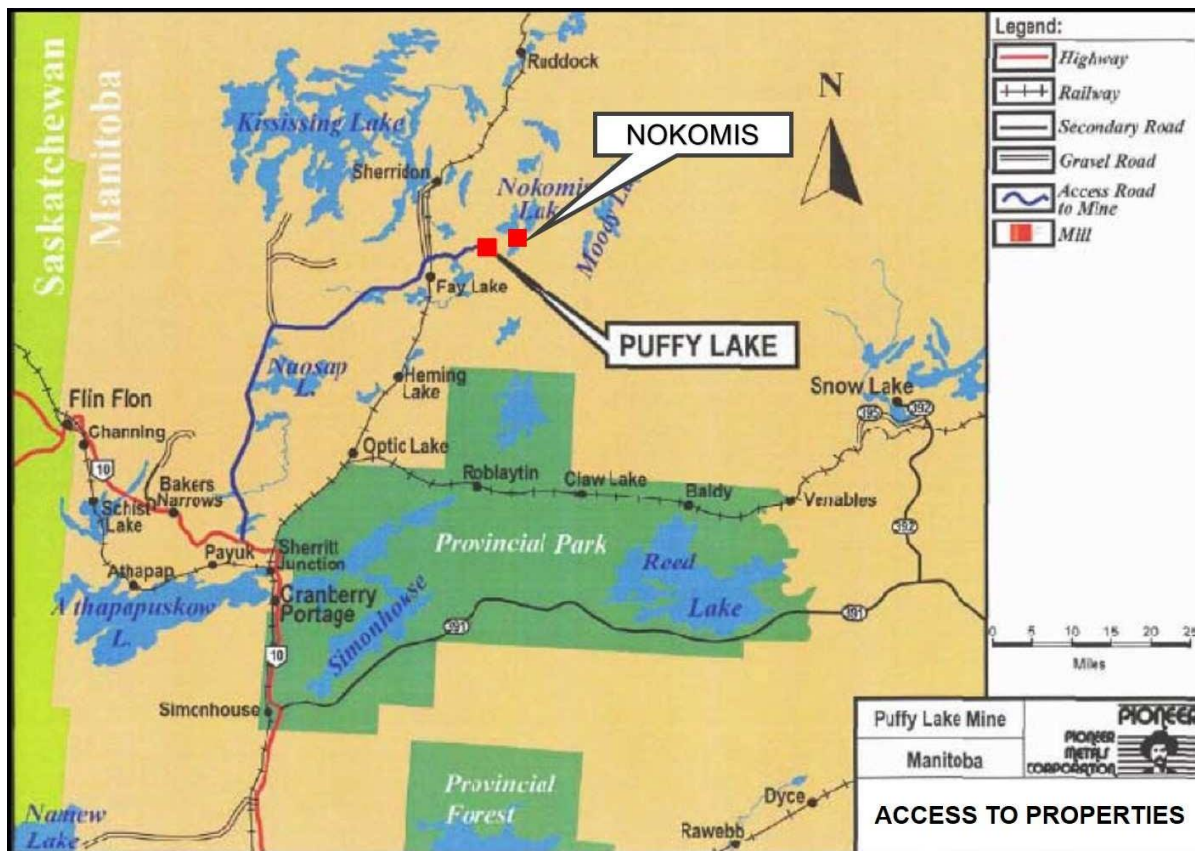 Saskatchewan
Manitoba
Kississing Lake
Ruddock
NOKOMIS
N
Sherridon
Nokomis
Lake
Moody
Fay Lake
PUFFY LAKE
Naosap
L.
Heming
Lake
Snow Lake
395
392
Flin Flon
Channing
10
Optic Lake
Bakers
Narrows
Schist
Lake
Roblaytin
Claw Lake
Baldy
Venables
392
Payuk
Sherritt
Junction
Provincial Park
Reed
Lake
Athapap
Athapapuskow
L.
Cranberry
Portage
Simonhouse
391
391
10
Simonhouse
Provincial
Forest
Namew
Lake
Dyce
Rawebb
Legend:
Highway
Railway
Secondary Road
Gravel Road
Access Road
to Mine
Mill
0 5 10 15 20 25
Miles
Puffy Lake Mine
Manitoba
PIONEER
PIONEER
METALS
CORPORATION
ACCESS TO PROPERTIES